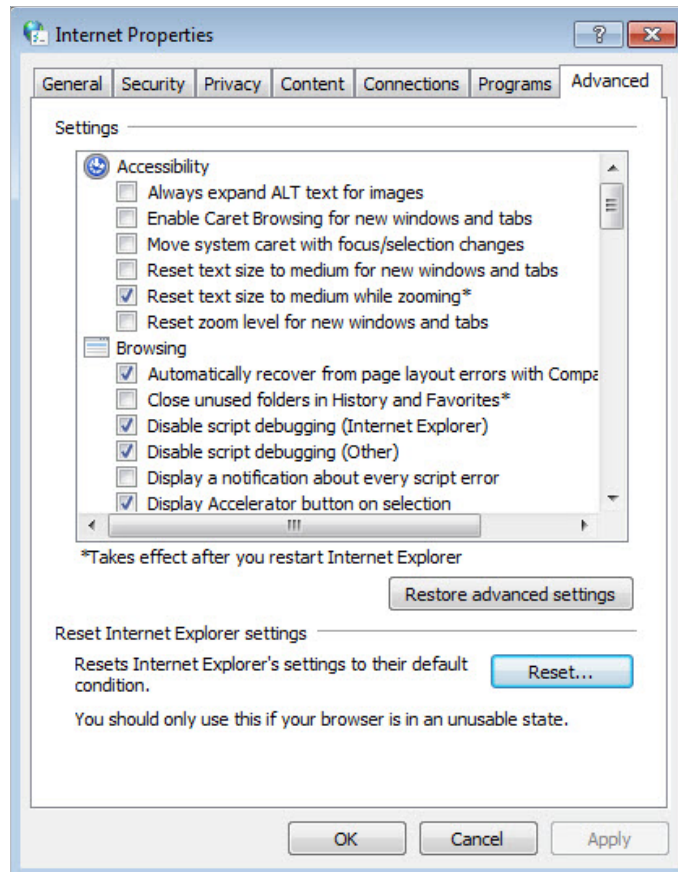 Internet Properties
General Security Privacy Content Connections Programs Advanced
Settings
Accessibility
Always expand ALT text for images
Enable Caret Browsing for new windows and tabs
Move system caret with focus/selection changes
Reset text size to medium for new windows and tabs
Reset text size to medium while zooming*
Reset zoom level for new windows and tabs
Browsing
Automatically recover from page layout errors with Compa
Close unused folders in History and Favorites*
Disable script debugging (Internet Explorer)
Disable script debugging (Other)
Display a notification about every script error
Display Accelerator button on selection
*Takes effect after you restart Internet Explorer
Restore advanced settings
Reset Internet Explorer settings
Resets Internet Explorer's settings to their default
condition.
Reset...
You should only use this if your browser is in an unusable state.
OK Cancel Apply